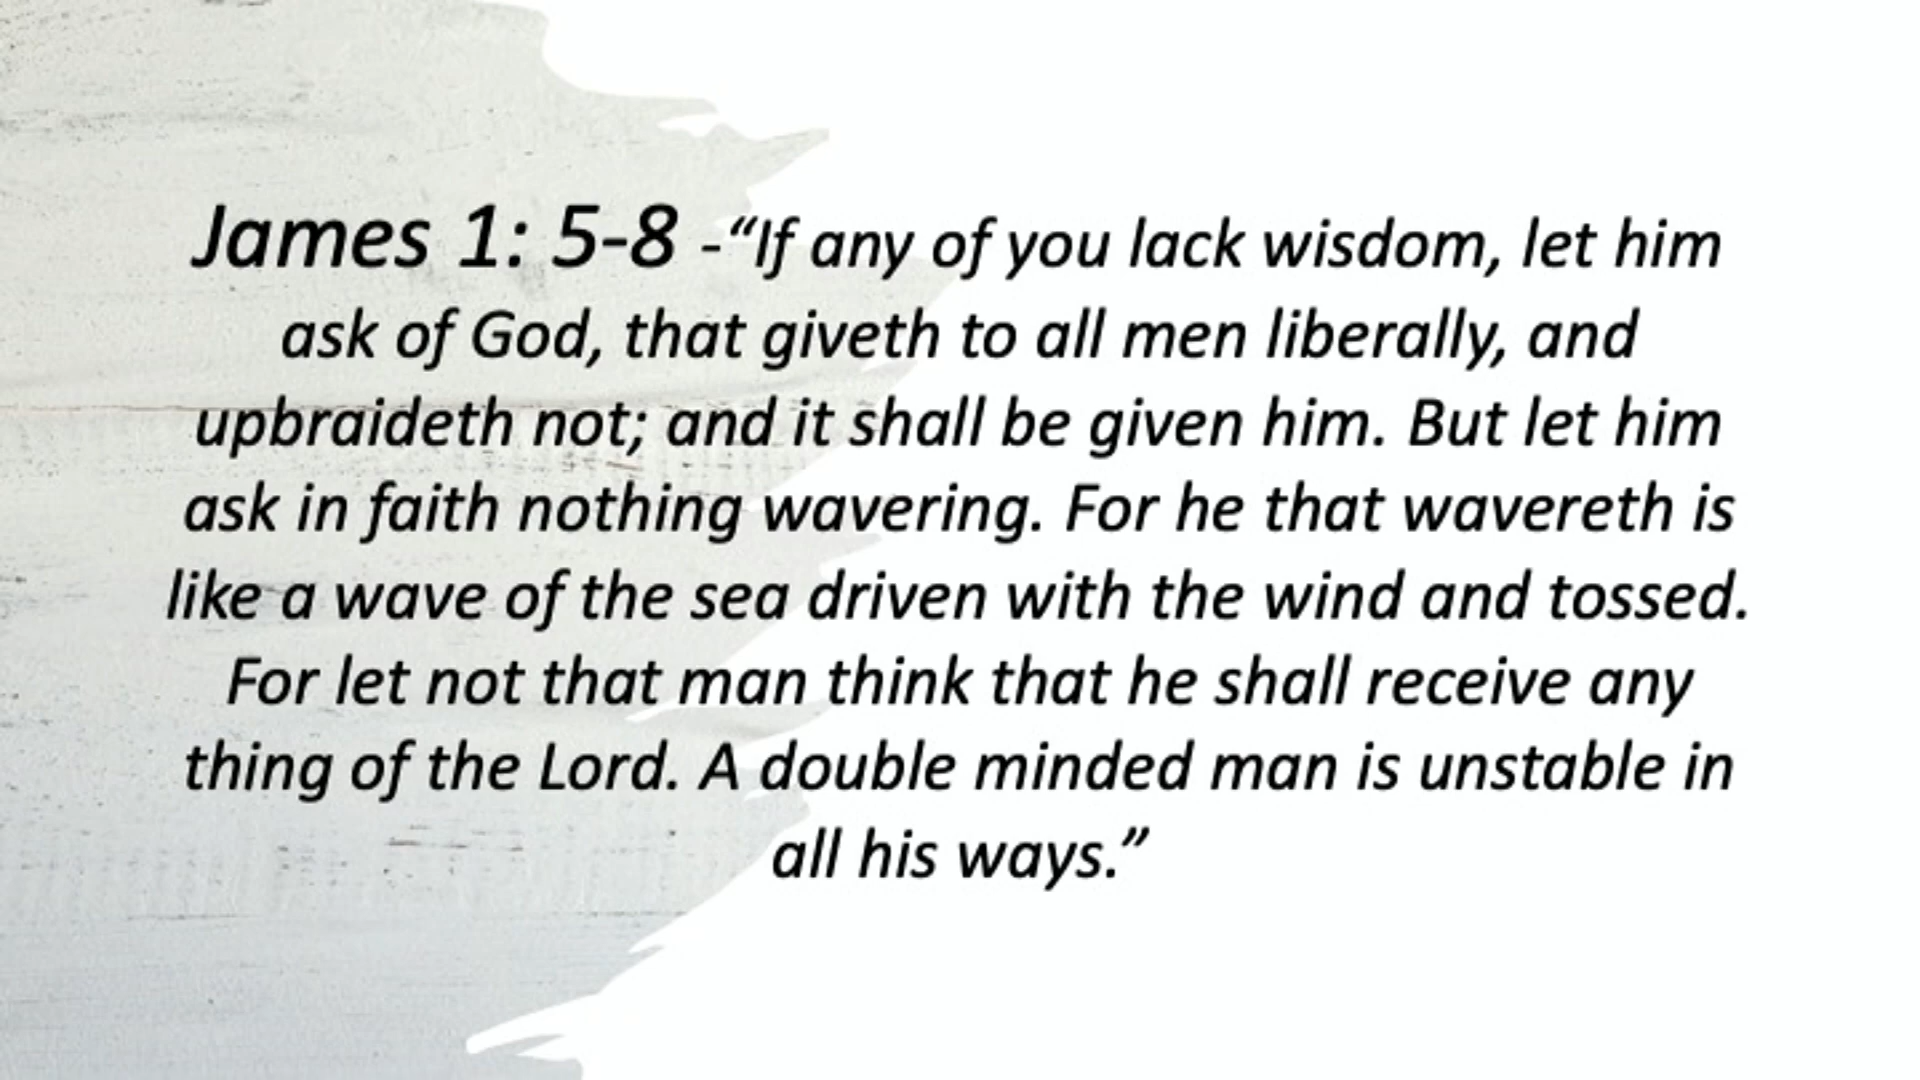 James 1: 5-8 -“If any of you lack wisdom, let him
ask of God, that giveth to all men liberally, and
upbraideth not; and it shall be given him. But let him
ask in faith nothing wavering. For he that wavereth is
like a wave of the sea driven with the wind and tossed.
For let not that man think that he shall receive any
thing of the Lord. A double minded man is unstable in
all his ways.”